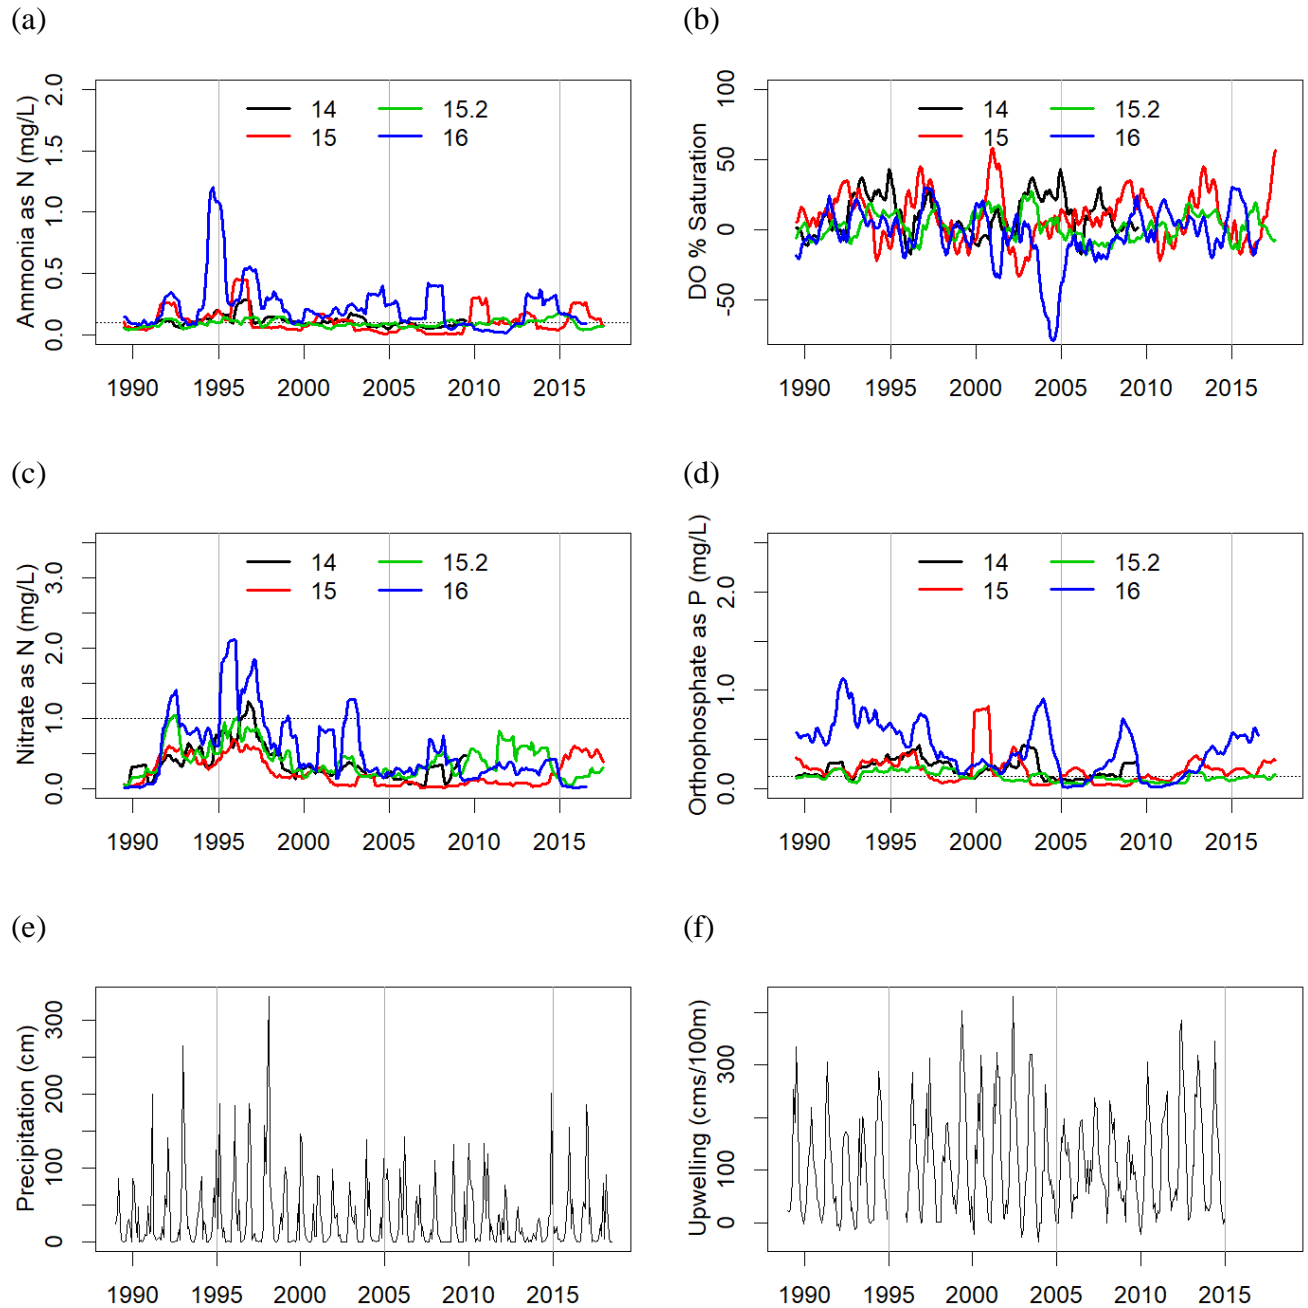 (a) (b)
Ammonia as N (mg/L)
0.0 0.5 1.0 1.5 2.0
14 15.2
15 16
1990 1995 2000 2005 2010 2015
DO % Saturation
-50 0 50 100
14 15.2
15 16
1990 1995 2000 2005 2010 2015
(c) (d)
Nitrate as N (mg/L)
0.0 1.0 2.0 3.0
14 15.2
15 16
1990 1995 2000 2005 2010 2015
Orthophosphate as P (mg/L)
0.0 1.0 2.0
14 15.2
15 16
1990 1995 2000 2005 2010 2015
(e) (f)
Precipitation (cm)
0 100 200 300
1990 1995 2000 2005 2010 2015
Upwelling (cms/100m)
0 100 300
1990 1995 2000 2005 2010 2015